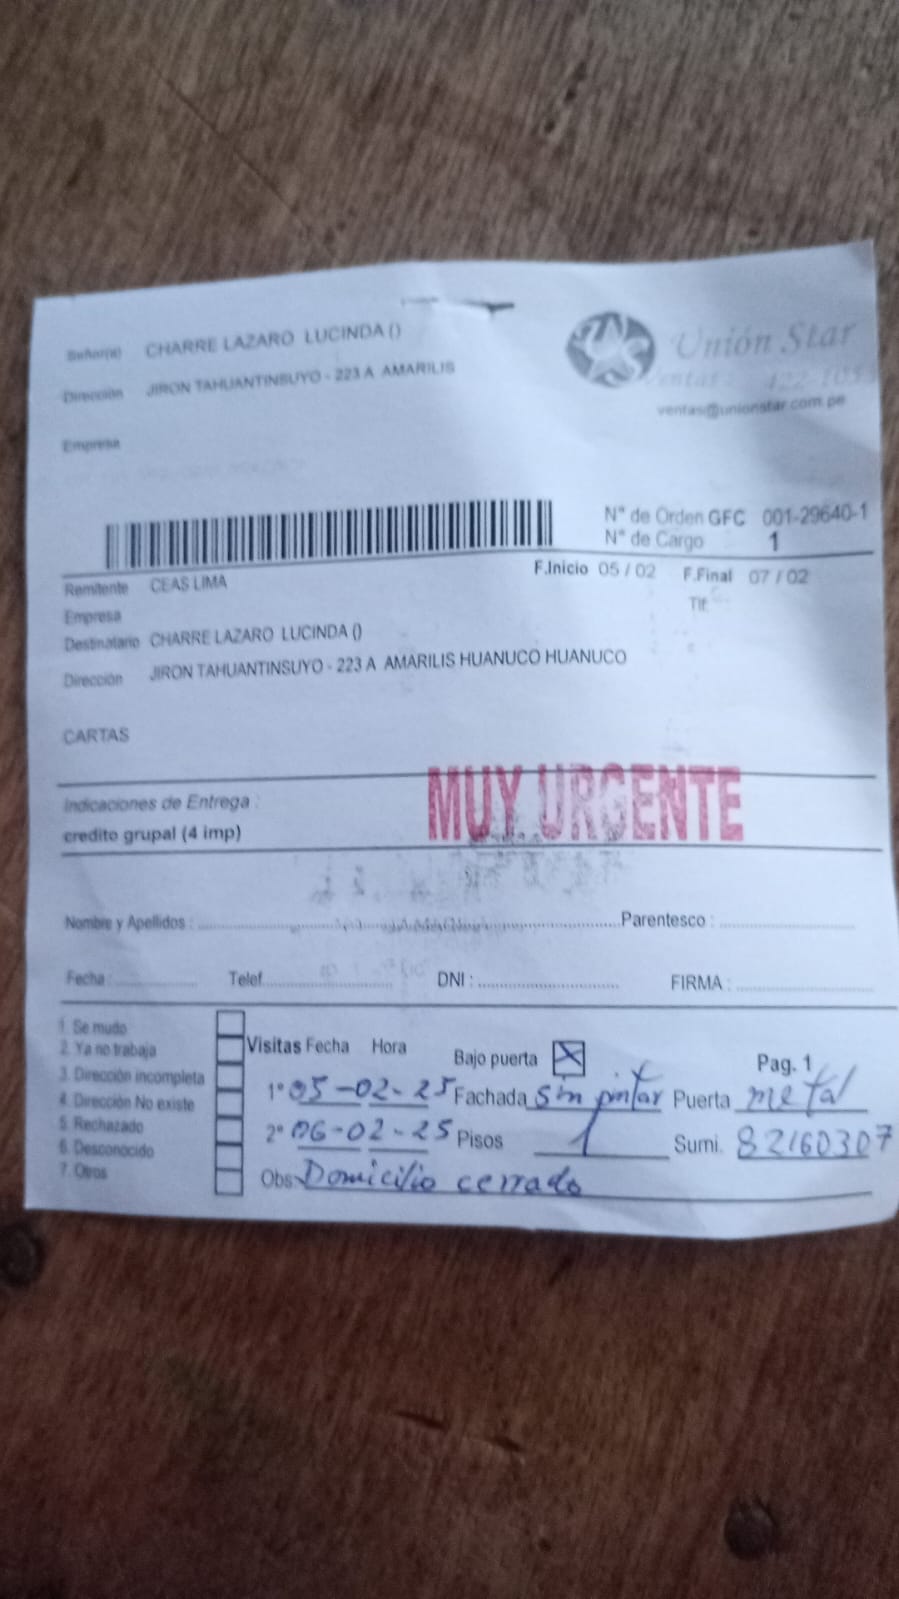 Señor(a) CHARRE LAZARO LUCINDA ()
Dirección JIRON TAHUANTINSUYO - 223 A AMARILIS
Empresa
Unión Star
Ventas :
ventas@unionstar.com.pe
N° de Orden GFC 001-29640-1
N° de Cargo 1
F.Inicio 05 / 02 F.Final 07 / 02
Remitente CEAS LIMA
Empresa
Tlf.
Destinatario CHARRE LAZARO LUCINDA ()
Dirección JIRON TAHUANTINSUYO - 223 A AMARILIS HUANUCO HUANUCO
CARTAS
MUY URGENTE
Indicaciones de Entrega :
credito grupal (4 imp)
Nombre y Apellidos : Parentesco :
Fecha : Telef. DNI : FIRMA :
1. Se mudo
2. Ya no trabaja
3. Dirección incompleta
4. Dirección No existe
5. Rechazado
6. Desconocido
7. Otros
Visitas Fecha Hora Bajo puerta X Pag. 1
1° 05-02-25 Fachada Sin pintar Puerta metal
2° 06-02-25 Pisos 1 Sumi. 82160307
Obs Domicilio cerrado